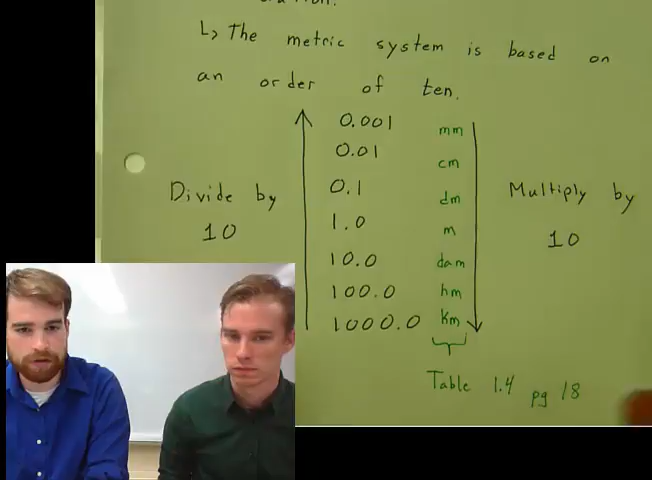 L> The metric system is based on
an order of ten.
0.001 mm
0.01 cm
0.1 dm
1.0 m
10.0 dam
100.0 hm
1000.0 km
Divide by
10
Multiply by
10
Table 1.4 pg 18